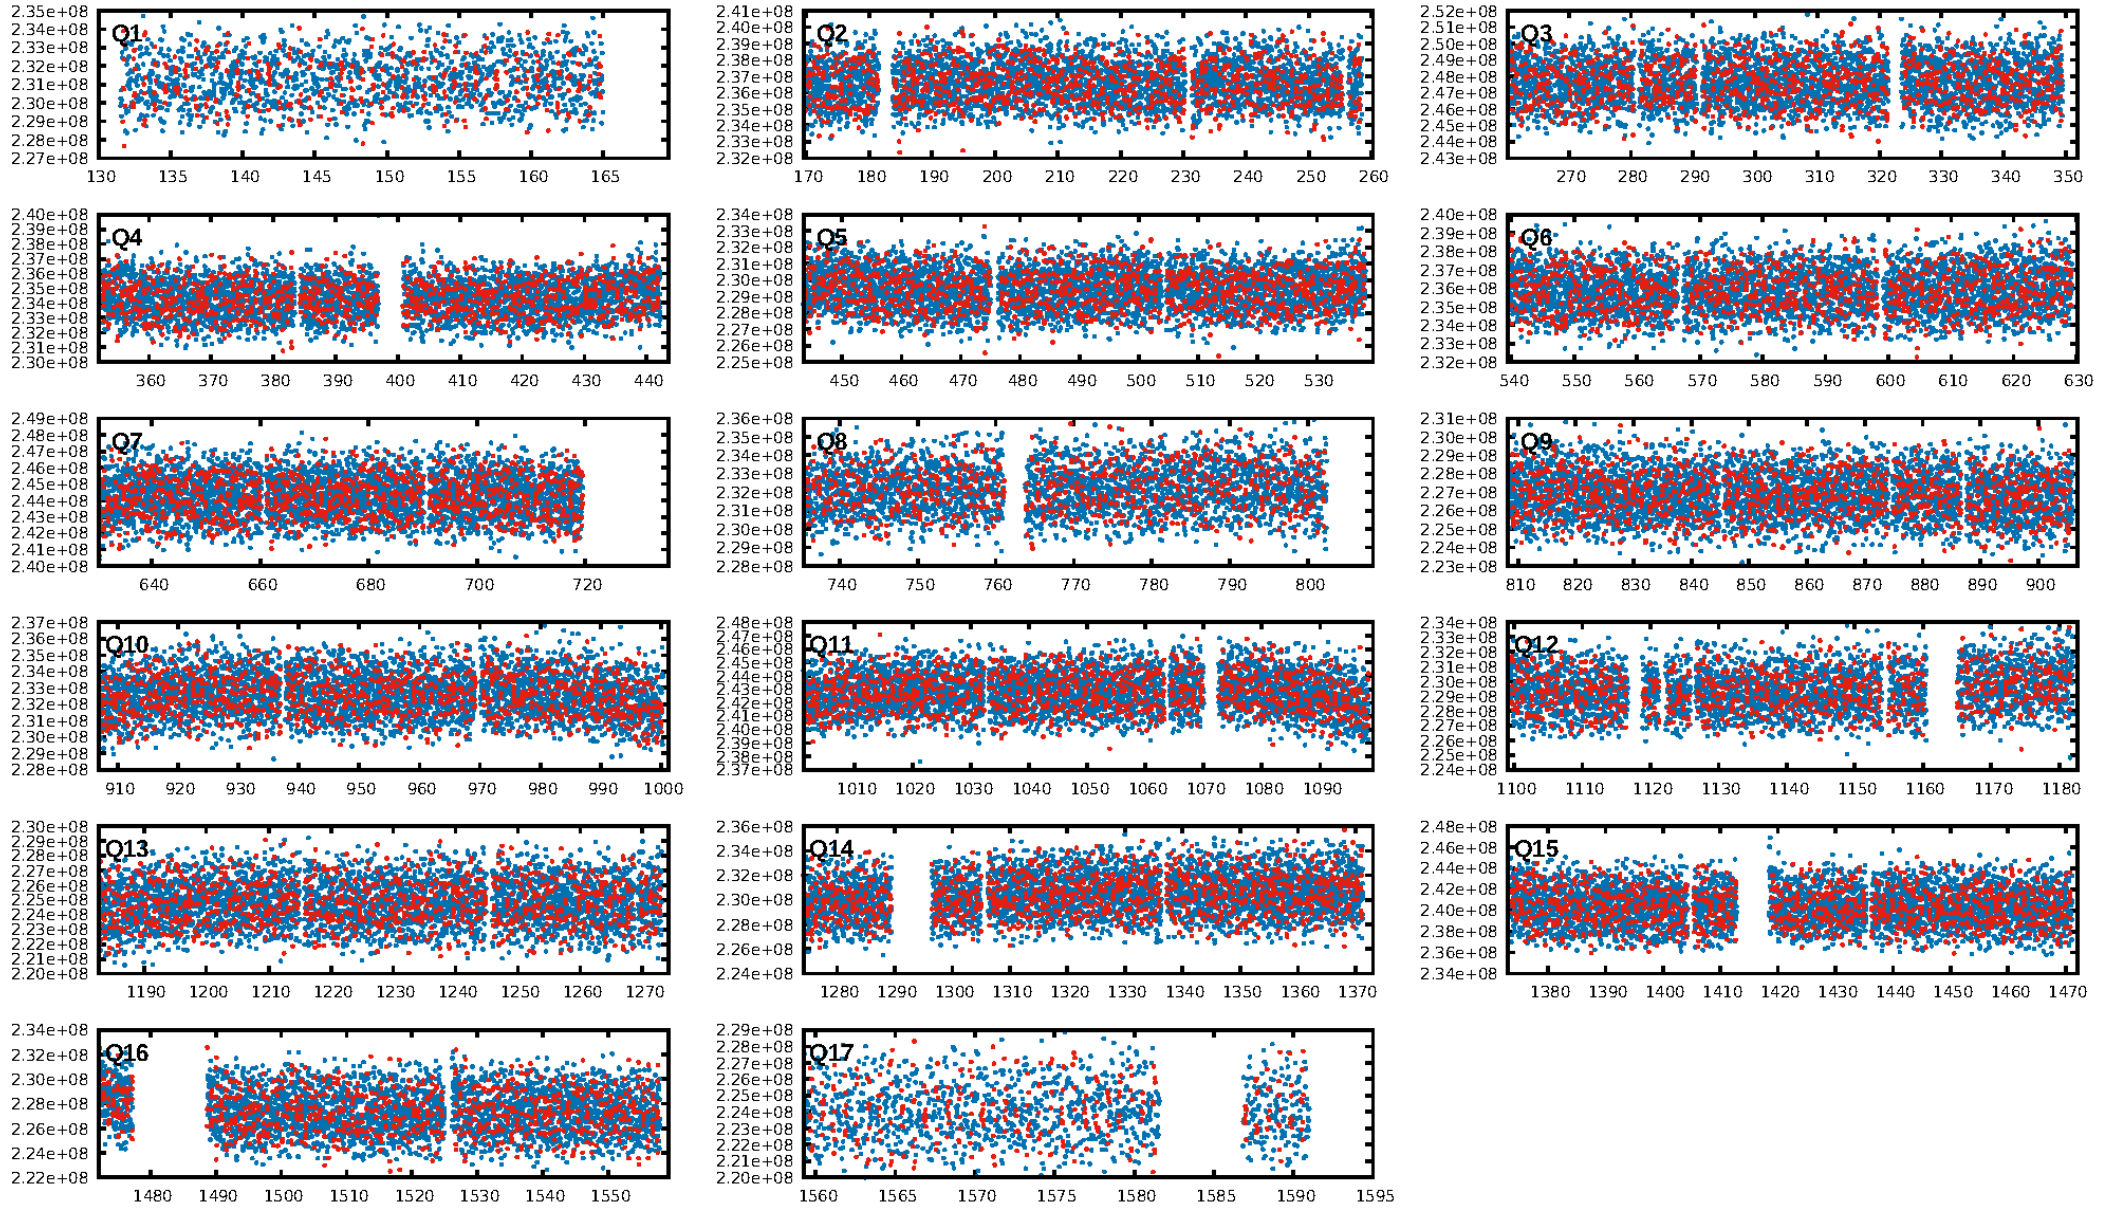 2.35e+08 2.34e+08 2.33e+08 2.32e+08 2.31e+08 2.30e+08 2.29e+08 2.28e+08 2.27e+08
Q1
130 135 140 145 150 155 160 165
2.41e+08 2.40e+08 2.39e+08 2.38e+08 2.37e+08 2.36e+08 2.35e+08 2.34e+08 2.33e+08 2.32e+08
Q2
170 180 190 200 210 220 230 240 250 260
2.52e+08 2.51e+08 2.50e+08 2.49e+08 2.48e+08 2.47e+08 2.46e+08 2.45e+08 2.44e+08 2.43e+08
Q3
270 280 290 300 310 320 330 340 350
2.40e+08 2.39e+08 2.38e+08 2.37e+08 2.36e+08 2.35e+08 2.34e+08 2.33e+08 2.32e+08 2.31e+08 2.30e+08
Q4
360 370 380 390 400 410 420 430 440
2.34e+08 2.33e+08 2.32e+08 2.31e+08 2.30e+08 2.29e+08 2.28e+08 2.27e+08 2.26e+08 2.25e+08
Q5
450 460 470 480 490 500 510 520 530
2.40e+08 2.39e+08 2.38e+08 2.37e+08 2.36e+08 2.35e+08 2.34e+08 2.33e+08 2.32e+08
Q6
540 550 560 570 580 590 600 610 620 630
2.49e+08 2.48e+08 2.47e+08 2.46e+08 2.45e+08 2.44e+08 2.43e+08 2.42e+08 2.41e+08 2.40e+08
Q7
640 660 680 700 720
2.36e+08 2.35e+08 2.34e+08 2.33e+08 2.32e+08 2.31e+08 2.30e+08 2.29e+08 2.28e+08
Q8
740 750 760 770 780 790 800
2.31e+08 2.30e+08 2.29e+08 2.28e+08 2.27e+08 2.26e+08 2.25e+08 2.24e+08 2.23e+08
Q9
810 820 830 840 850 860 870 880 890 900
2.37e+08 2.36e+08 2.35e+08 2.34e+08 2.33e+08 2.32e+08 2.31e+08 2.30e+08 2.29e+08 2.28e+08
Q10
910 920 930 940 950 960 970 980 990 1000
2.48e+08 2.47e+08 2.46e+08 2.45e+08 2.44e+08 2.43e+08 2.42e+08 2.41e+08 2.40e+08 2.39e+08 2.38e+08 2.37e+08
Q11
1010 1020 1030 1040 1050 1060 1070 1080 1090
2.34e+08 2.33e+08 2.32e+08 2.31e+08 2.30e+08 2.29e+08 2.28e+08 2.27e+08 2.26e+08 2.25e+08 2.24e+08
Q12
1100 1110 1120 1130 1140 1150 1160 1170 1180
2.30e+08 2.29e+08 2.28e+08 2.27e+08 2.26e+08 2.25e+08 2.24e+08 2.23e+08 2.22e+08 2.21e+08 2.20e+08
Q13
1190 1200 1210 1220 1230 1240 1250 1260 1270
2.36e+08 2.34e+08 2.32e+08 2.30e+08 2.28e+08 2.26e+08 2.24e+08
Q14
1280 1290 1300 1310 1320 1330 1340 1350 1360 1370
2.48e+08 2.46e+08 2.44e+08 2.42e+08 2.40e+08 2.38e+08 2.36e+08 2.34e+08
Q15
1380 1390 1400 1410 1420 1430 1440 1450 1460 1470
2.34e+08 2.32e+08 2.30e+08 2.28e+08 2.26e+08 2.24e+08 2.22e+08
Q16
1480 1490 1500 1510 1520 1530 1540 1550
2.29e+08 2.28e+08 2.27e+08 2.26e+08 2.25e+08 2.24e+08 2.23e+08 2.22e+08 2.21e+08 2.20e+08
Q17
1560 1565 1570 1575 1580 1585 1590 1595